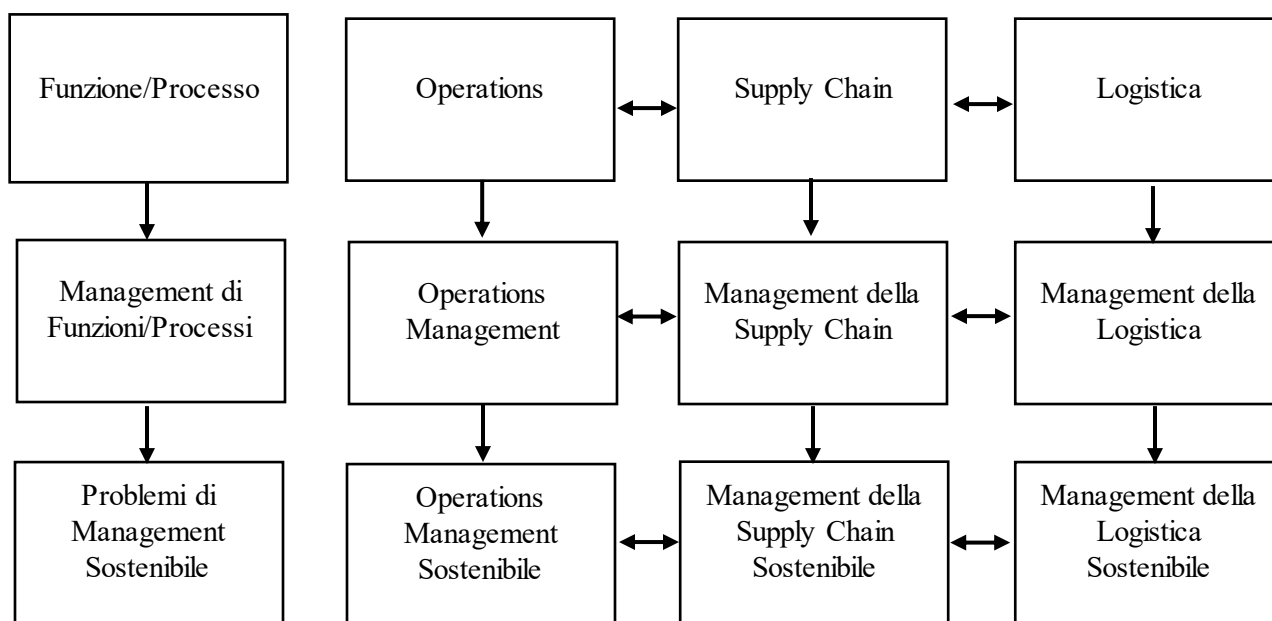 Funzione/Processo
Operations
Supply Chain
Logistica
Management di
Funzioni/Processi
Operations
Management
Management della
Supply Chain
Management della
Logistica
Problemi di
Management
Sostenibile
Operations
Management
Sostenibile
Management della
Supply Chain
Sostenibile
Management della
Logistica
Sostenibile